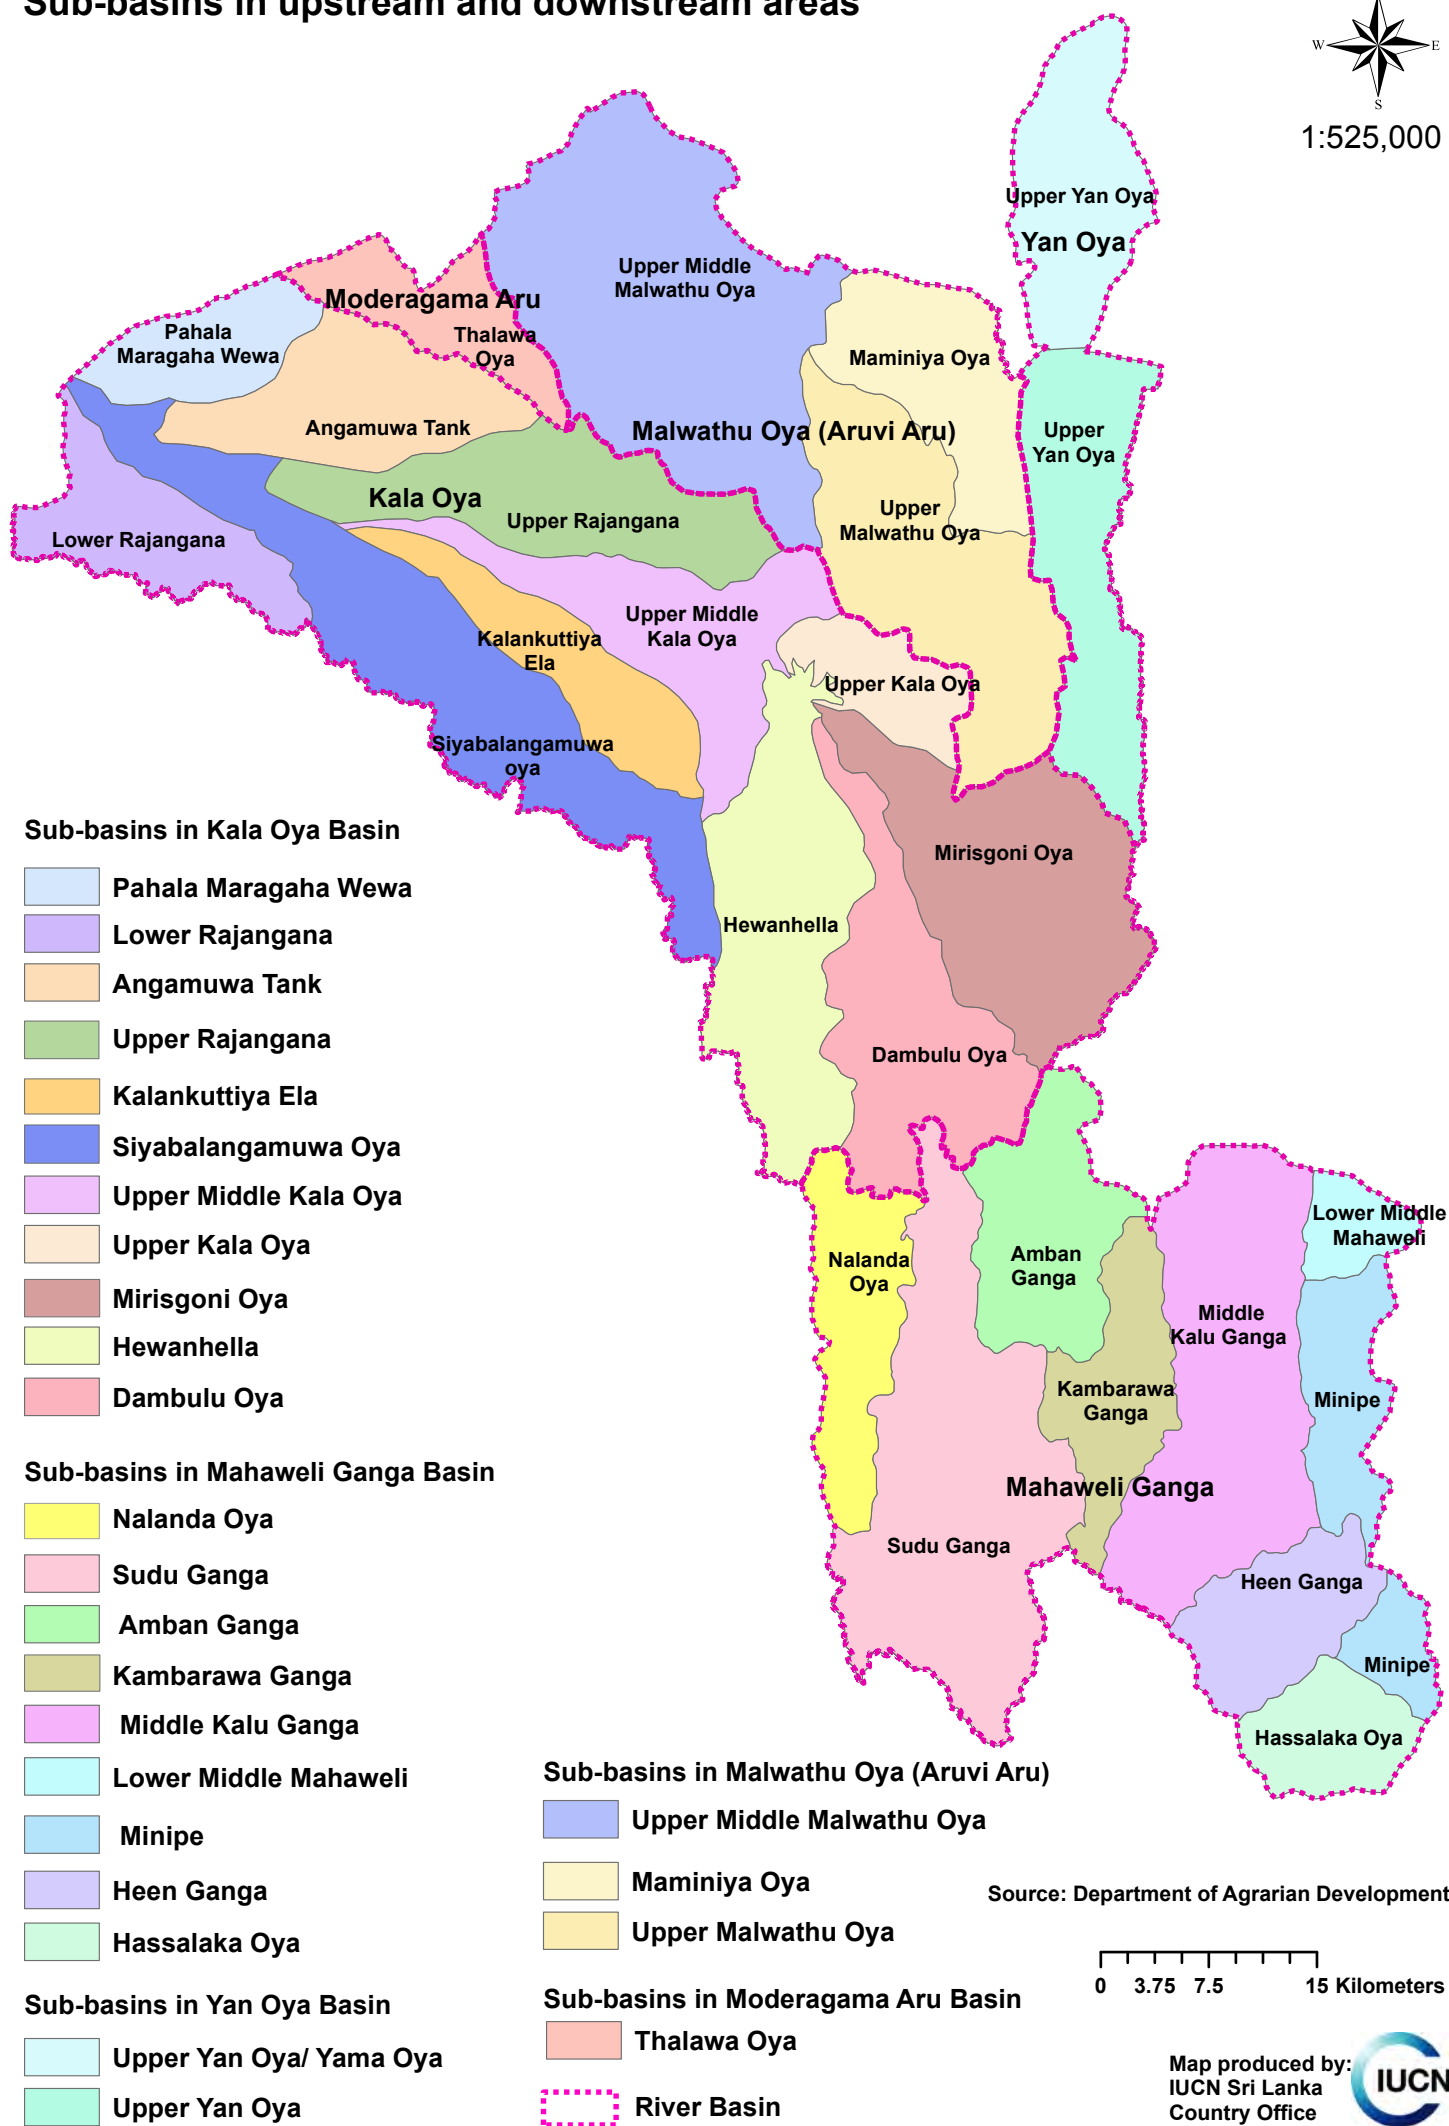 Sub-basins in upstream and downstream areas
W E
S
1:525,000
Upper Yan Oya
Yan Oya
Upper Middle
Malwathu Oya
Moderagama Aru
Thalawa
Oya
Pahala
Maragaha Wewa
Maminiya Oya
Angamuwa Tank
Malwathu Oya (Aruvi Aru)
Upper
Yan Oya
Kala Oya
Upper Rajangana
Upper
Malwathu Oya
Lower Rajangana
Upper Middle
Kala Oya
Kalankuttiya
Ela
Upper Kala Oya
Siyabalangamuwa
oya
Mirisgoni Oya
Hewanhella
Dambulu Oya
Lower Middle
Mahaweli
Nalanda
Oya
Amban
Ganga
Middle
Kalu Ganga
Kambarawa
Ganga
Minipe
Mahaweli Ganga
Sudu Ganga
Heen Ganga
Minipe
Hassalaka Oya
Sub-basins in Kala Oya Basin
Pahala Maragaha Wewa
Lower Rajangana
Angamuwa Tank
Upper Rajangana
Kalankuttiya Ela
Siyabalangamuwa Oya
Upper Middle Kala Oya
Upper Kala Oya
Mirisgoni Oya
Hewanhella
Dambulu Oya
Sub-basins in Mahaweli Ganga Basin
Nalanda Oya
Sudu Ganga
Amban Ganga
Kambarawa Ganga
Middle Kalu Ganga
Lower Middle Mahaweli
Minipe
Heen Ganga
Hassalaka Oya
Sub-basins in Yan Oya Basin
Upper Yan Oya/ Yama Oya
Upper Yan Oya
Sub-basins in Malwathu Oya (Aruvi Aru)
Upper Middle Malwathu Oya
Maminiya Oya
Upper Malwathu Oya
Sub-basins in Moderagama Aru Basin
Thalawa Oya
River Basin
Source: Department of Agrarian Development
0 3.75 7.5 15 Kilometers
Map produced by:
IUCN Sri Lanka
Country Office
IUCN